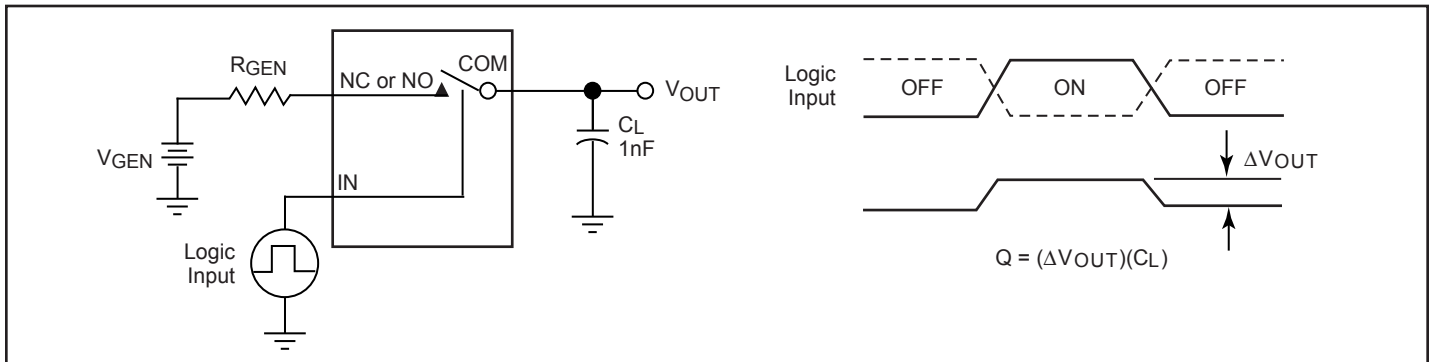 RGEN
NC or NO
COM
VOUT
CL
1nF
VGEN
IN
Logic
Input
Logic
Input
OFF
ON
OFF
ΔVOUT
Q = (ΔVOUT)(CL)